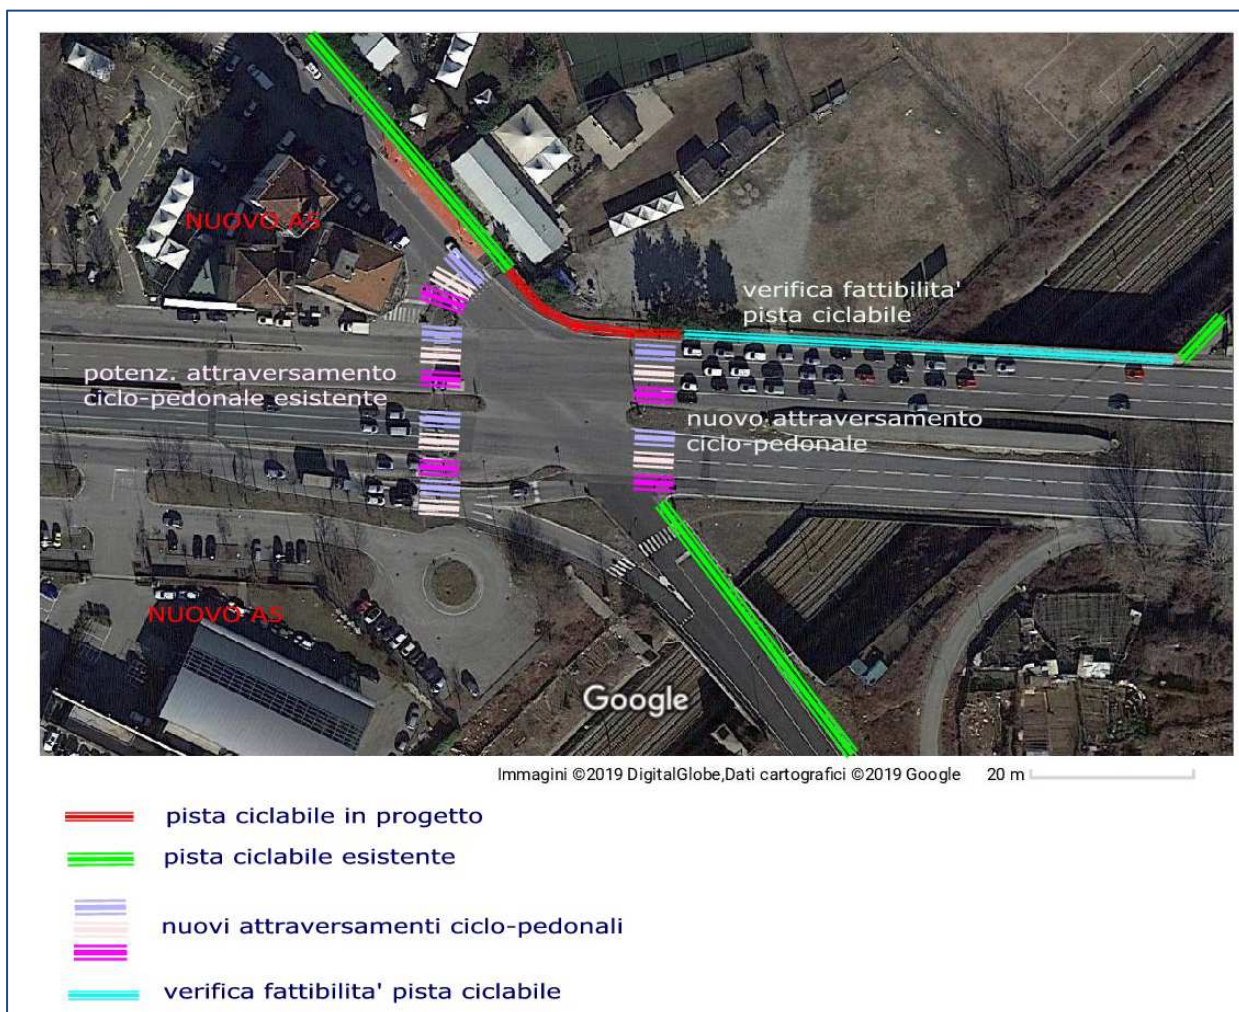 NUOVO AS
verifica fattibilita'
pista ciclabile
potenz. attraversamento
ciclo-pedonale esistente
nuovo attraversamento
ciclo-pedonale
NUOVO AS
Google
Immagini ©2019 DigitalGlobe,Dati cartografici ©2019 Google 20 m
pista ciclabile in progetto
pista ciclabile esistente
nuovi attraversamenti ciclo-pedonali
verifica fattibilita' pista ciclabile